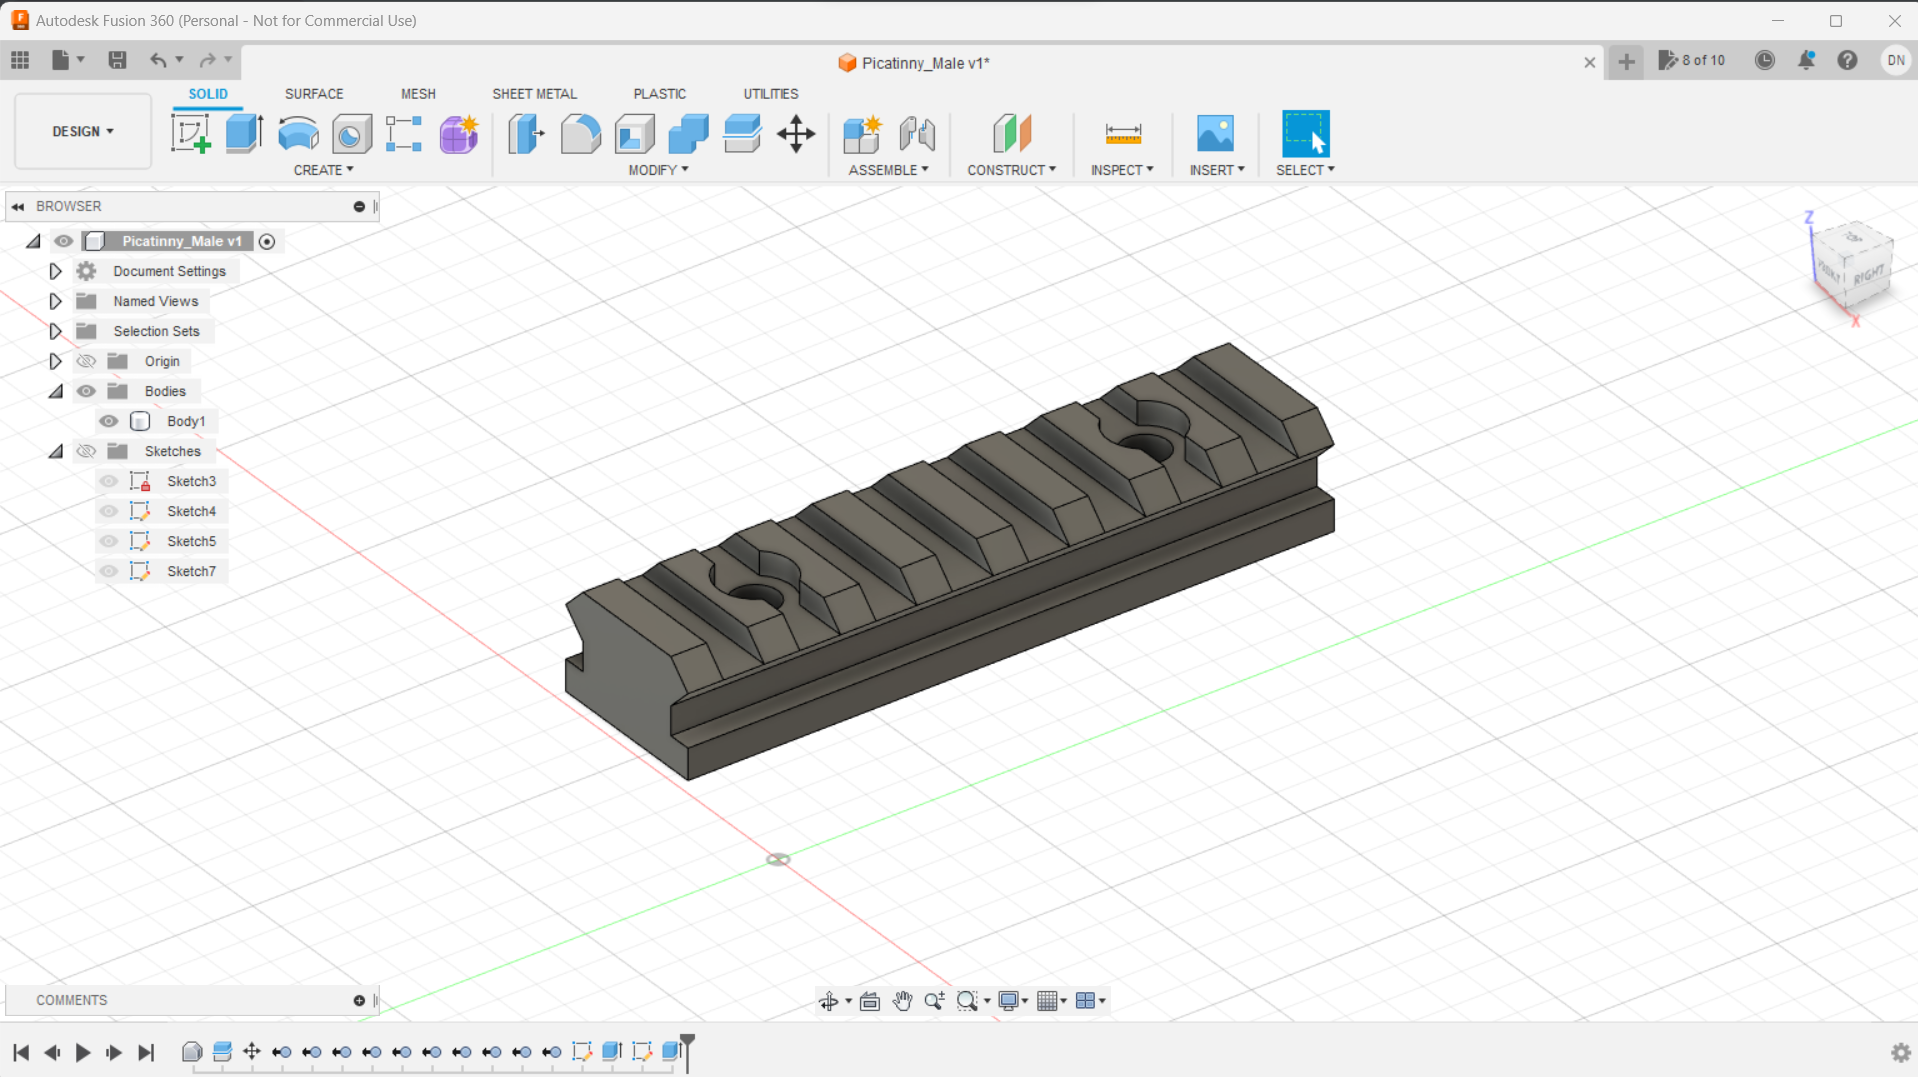 Autodesk Fusion 360 (Personal - Not for Commercial Use)
Picatinny_Male v1*
8 of 10
DN
DESIGN
SOLID
SURFACE
MESH
SHEET METAL
PLASTIC
UTILITIES
CREATE
MODIFY
ASSEMBLE
CONSTRUCT
INSPECT
INSERT
SELECT
BROWSER
Picatinny_Male v1
Document Settings
Named Views
Selection Sets
Origin
Bodies
Body1
Sketches
Sketch3
Sketch4
Sketch5
Sketch7
Z
FRONT
RIGHT
X
COMMENTS